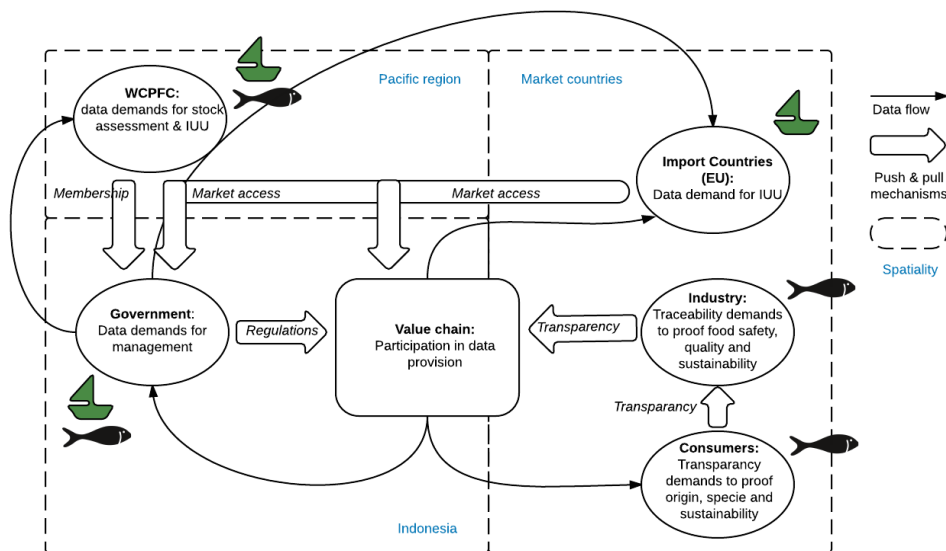 Pacific region
Market countries
WCPFC:
data demands for stock
assessment & IUU
Data flow
Import Countries
(EU):
Data demand for IUU
Push & pull
mechanisms
Membership
Market access
Market access
Spatiality
Government:
Data demands for
management
Regulations
Value chain:
Participation in data
provision
Transparency
Industry:
Traceability demands
to proof food safety,
quality and
sustainability
Transparancy
Consumers:
Transparancy
demands to proof
origin, specie and
sustainability
Indonesia